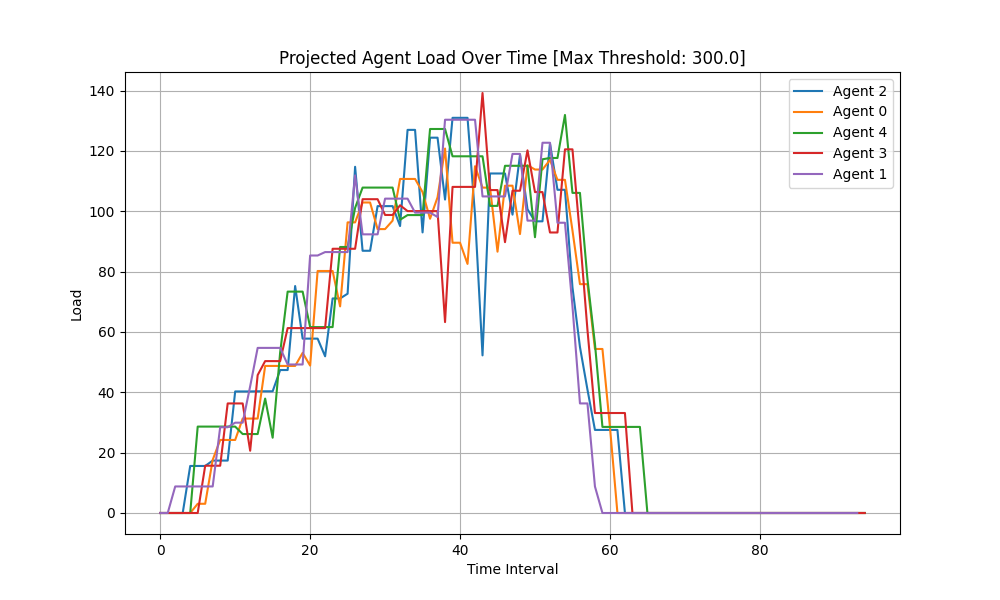 Projected Agent Load Over Time [Max Threshold: 300.0]
Load
140
120
100
80
60
40
20
0
0 20 40 60 80
Time Interval
Agent 2
Agent 0
Agent 4
Agent 3
Agent 1